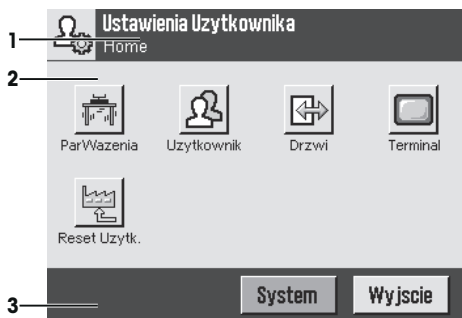 Ustawienia Uzytkownika
1
Home
2
ParWazenia Uzytkownik Drzwi Terminal
Reset Uzytk.
System Wyjscie
3